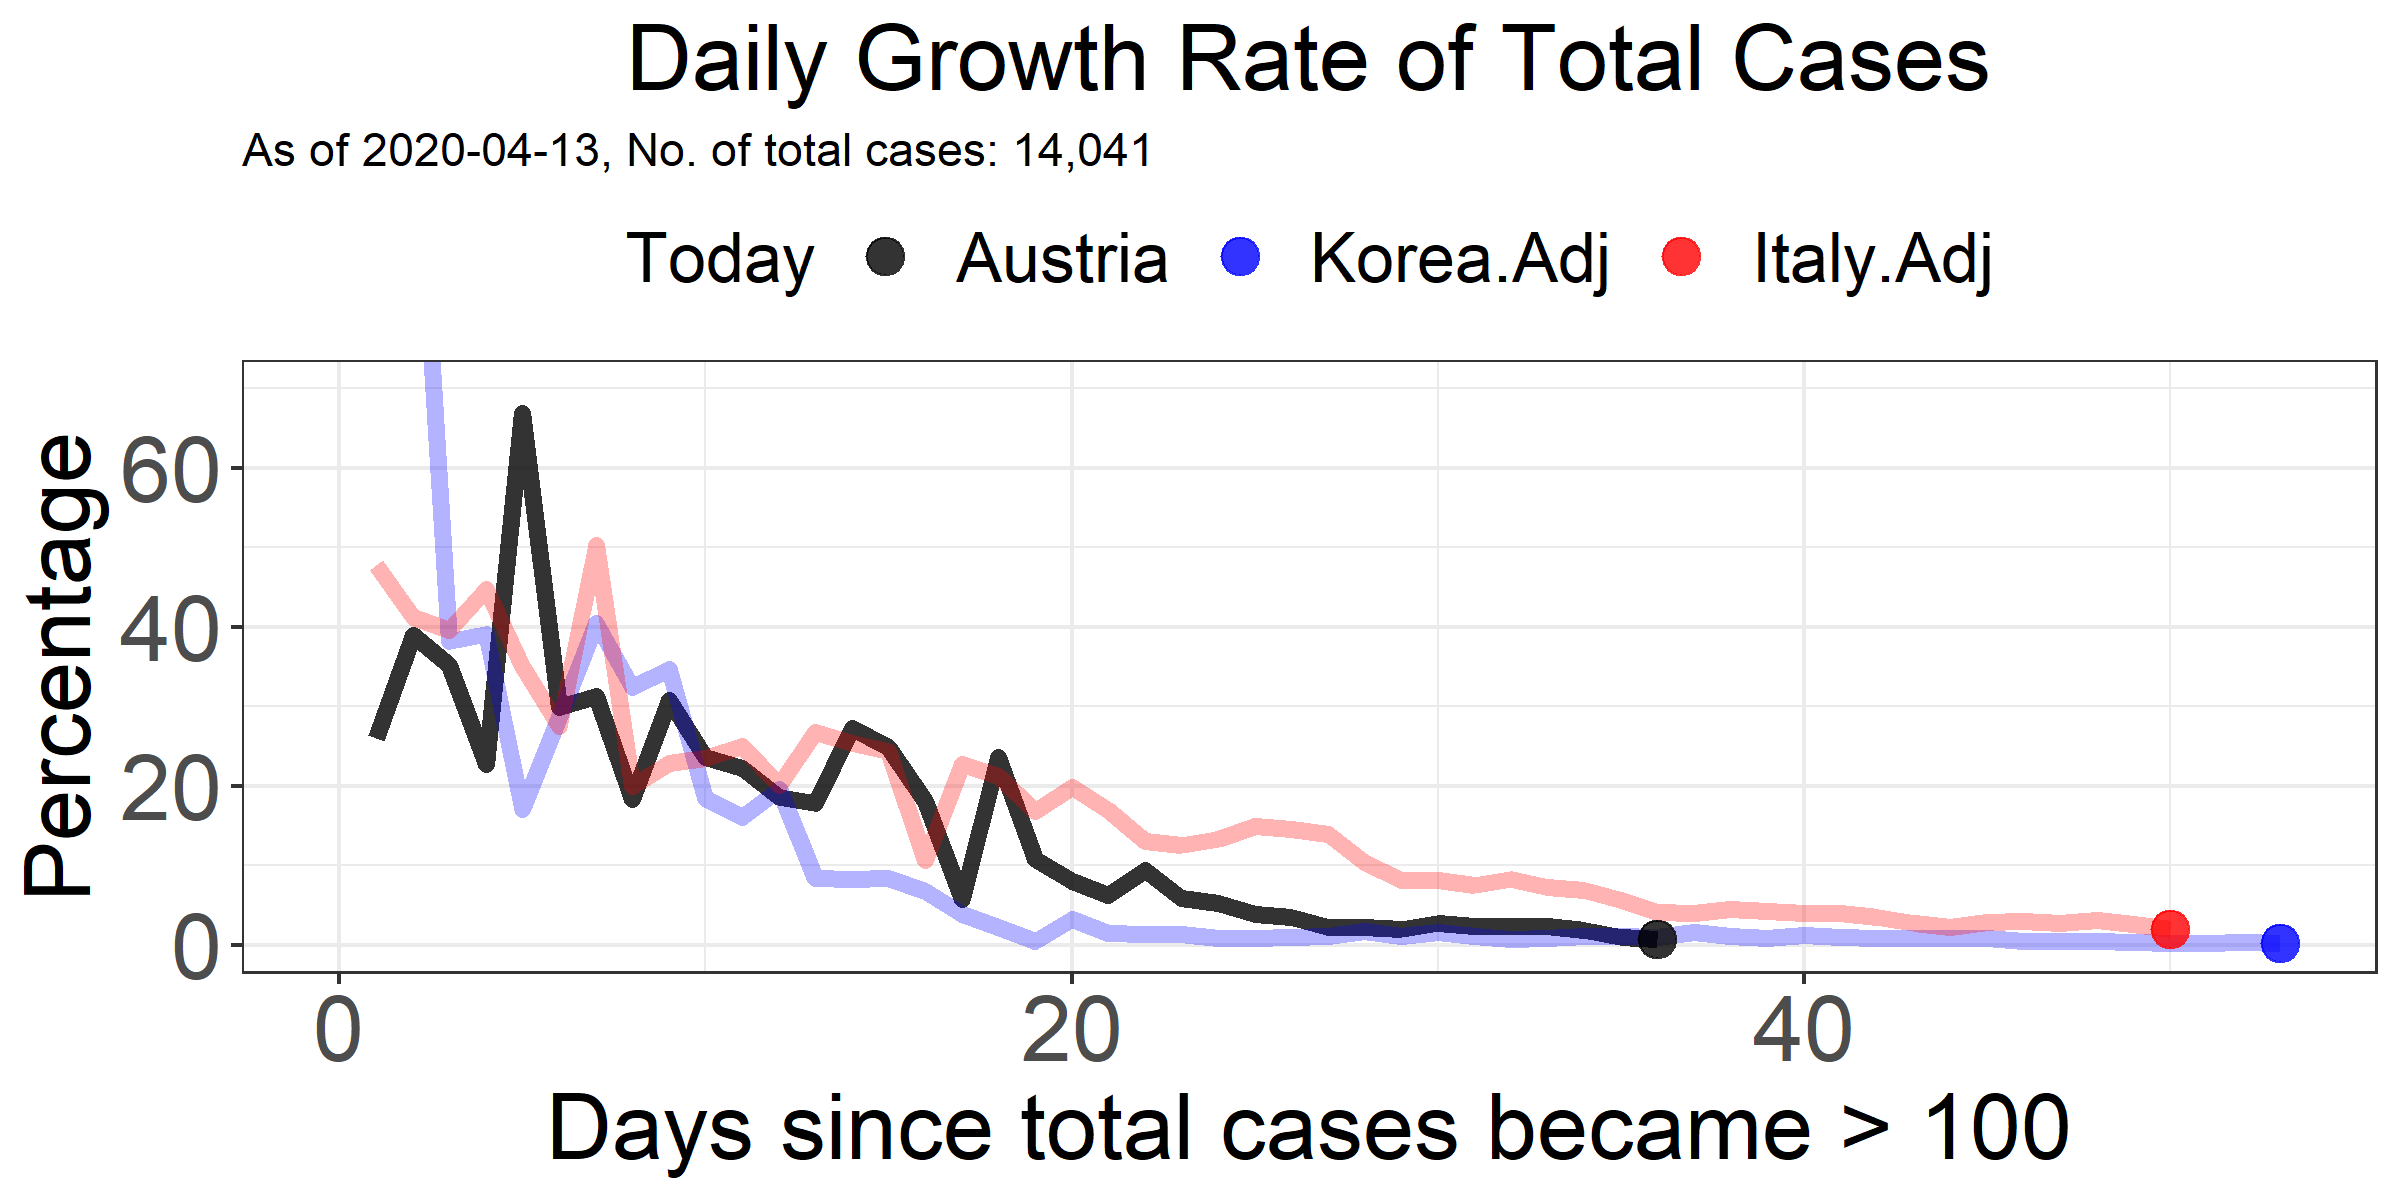 Daily Growth Rate of Total Cases
As of 2020-04-13, No. of total cases: 14,041
Today Austria Korea.Adj Italy.Adj
Percentage
60
40
20
0
0 20 40
Days since total cases became > 100